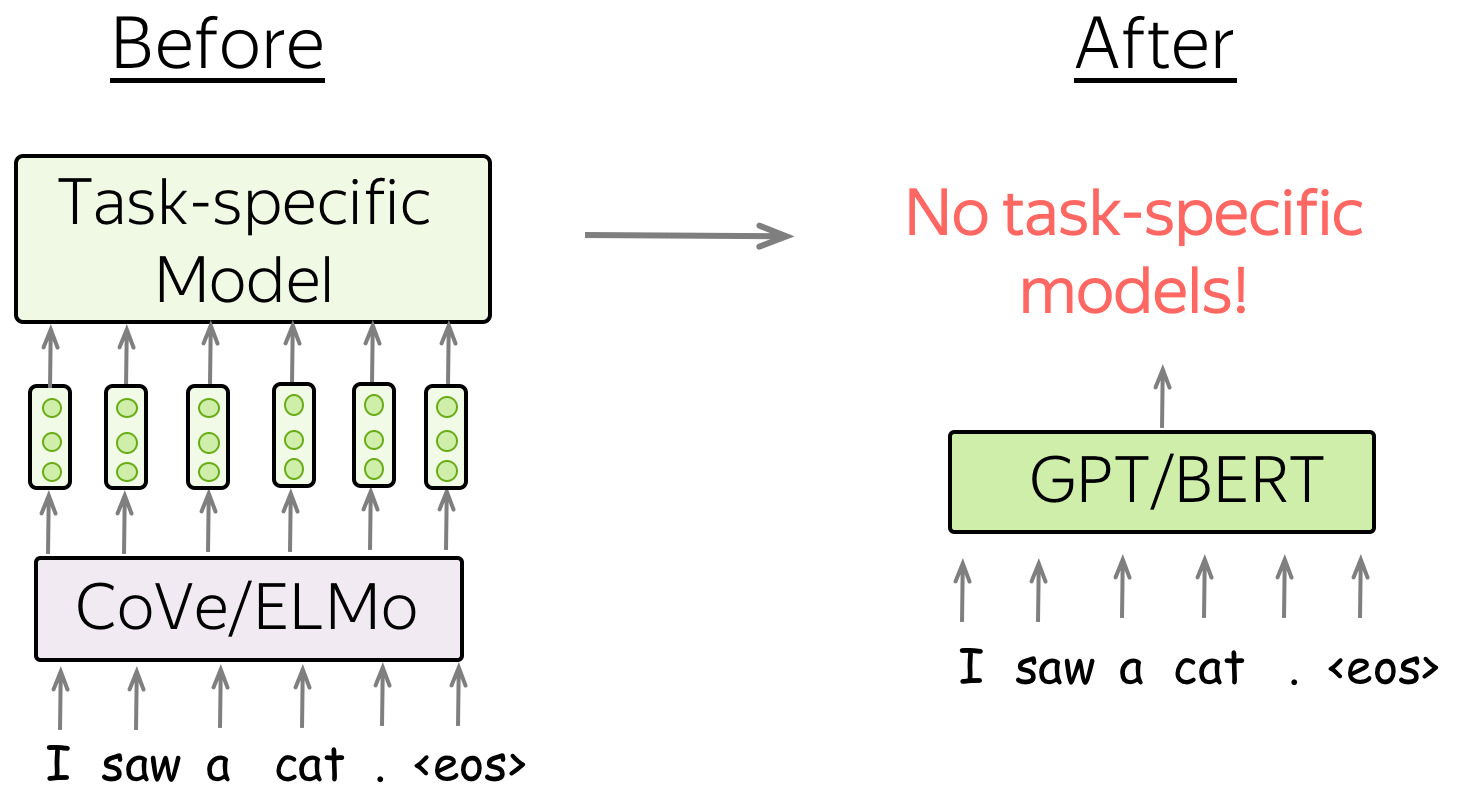 Before
Task-specific
Model
CoVe/ELMo
I saw a cat . <eos>
After
No task-specific
models!
GPT/BERT
I saw a cat . <eos>